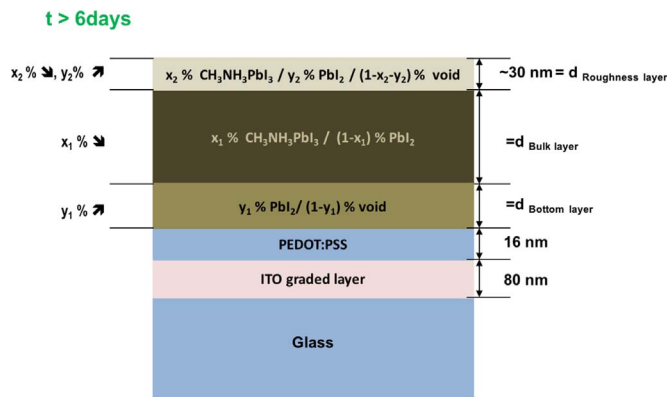 t > 6days
x₂ % ➘, y₂% ➚
x₂ % CH₃NH₃PbI₃ / y₂ % PbI₂ / (1-x₂-y₂) % void
~30 nm = d Roughness layer
x₁ % ➘
x₁ % CH₃NH₃PbI₃ / (1-x₁) % PbI₂
=d Bulk layer
y₁ % ➚
y₁ % PbI₂/ (1-y₁) % void
=d Bottom layer
PEDOT:PSS
16 nm
ITO graded layer
80 nm
Glass